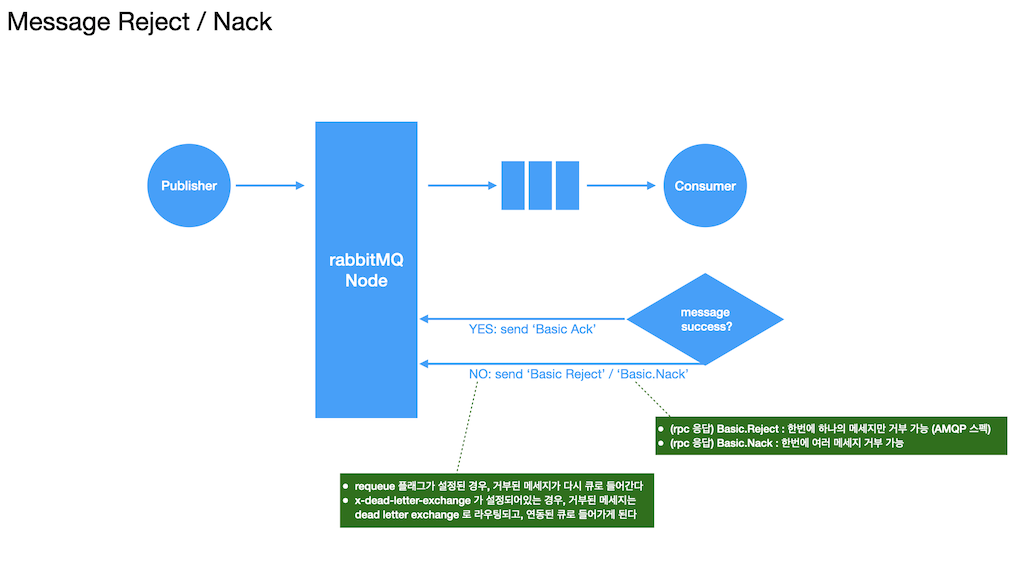 Message Reject / Nack
Publisher
rabbitMQ
Node
Consumer
message
success?
YES: send ‘Basic Ack’
NO: send ‘Basic Reject’ / ‘Basic.Nack’
• (rpc 응답) Basic.Reject : 한번에 하나의 메세지만 거부 가능 (AMQP 스펙)
• (rpc 응답) Basic.Nack : 한번에 여러 메세지 거부 가능
• requeue 플래그가 설정된 경우, 거부된 메세지가 다시 큐로 들어간다
• x-dead-letter-exchange 가 설정되어있는 경우, 거부된 메세지는
dead letter exchange 로 라우팅되고, 연동된 큐로 들어가게 된다